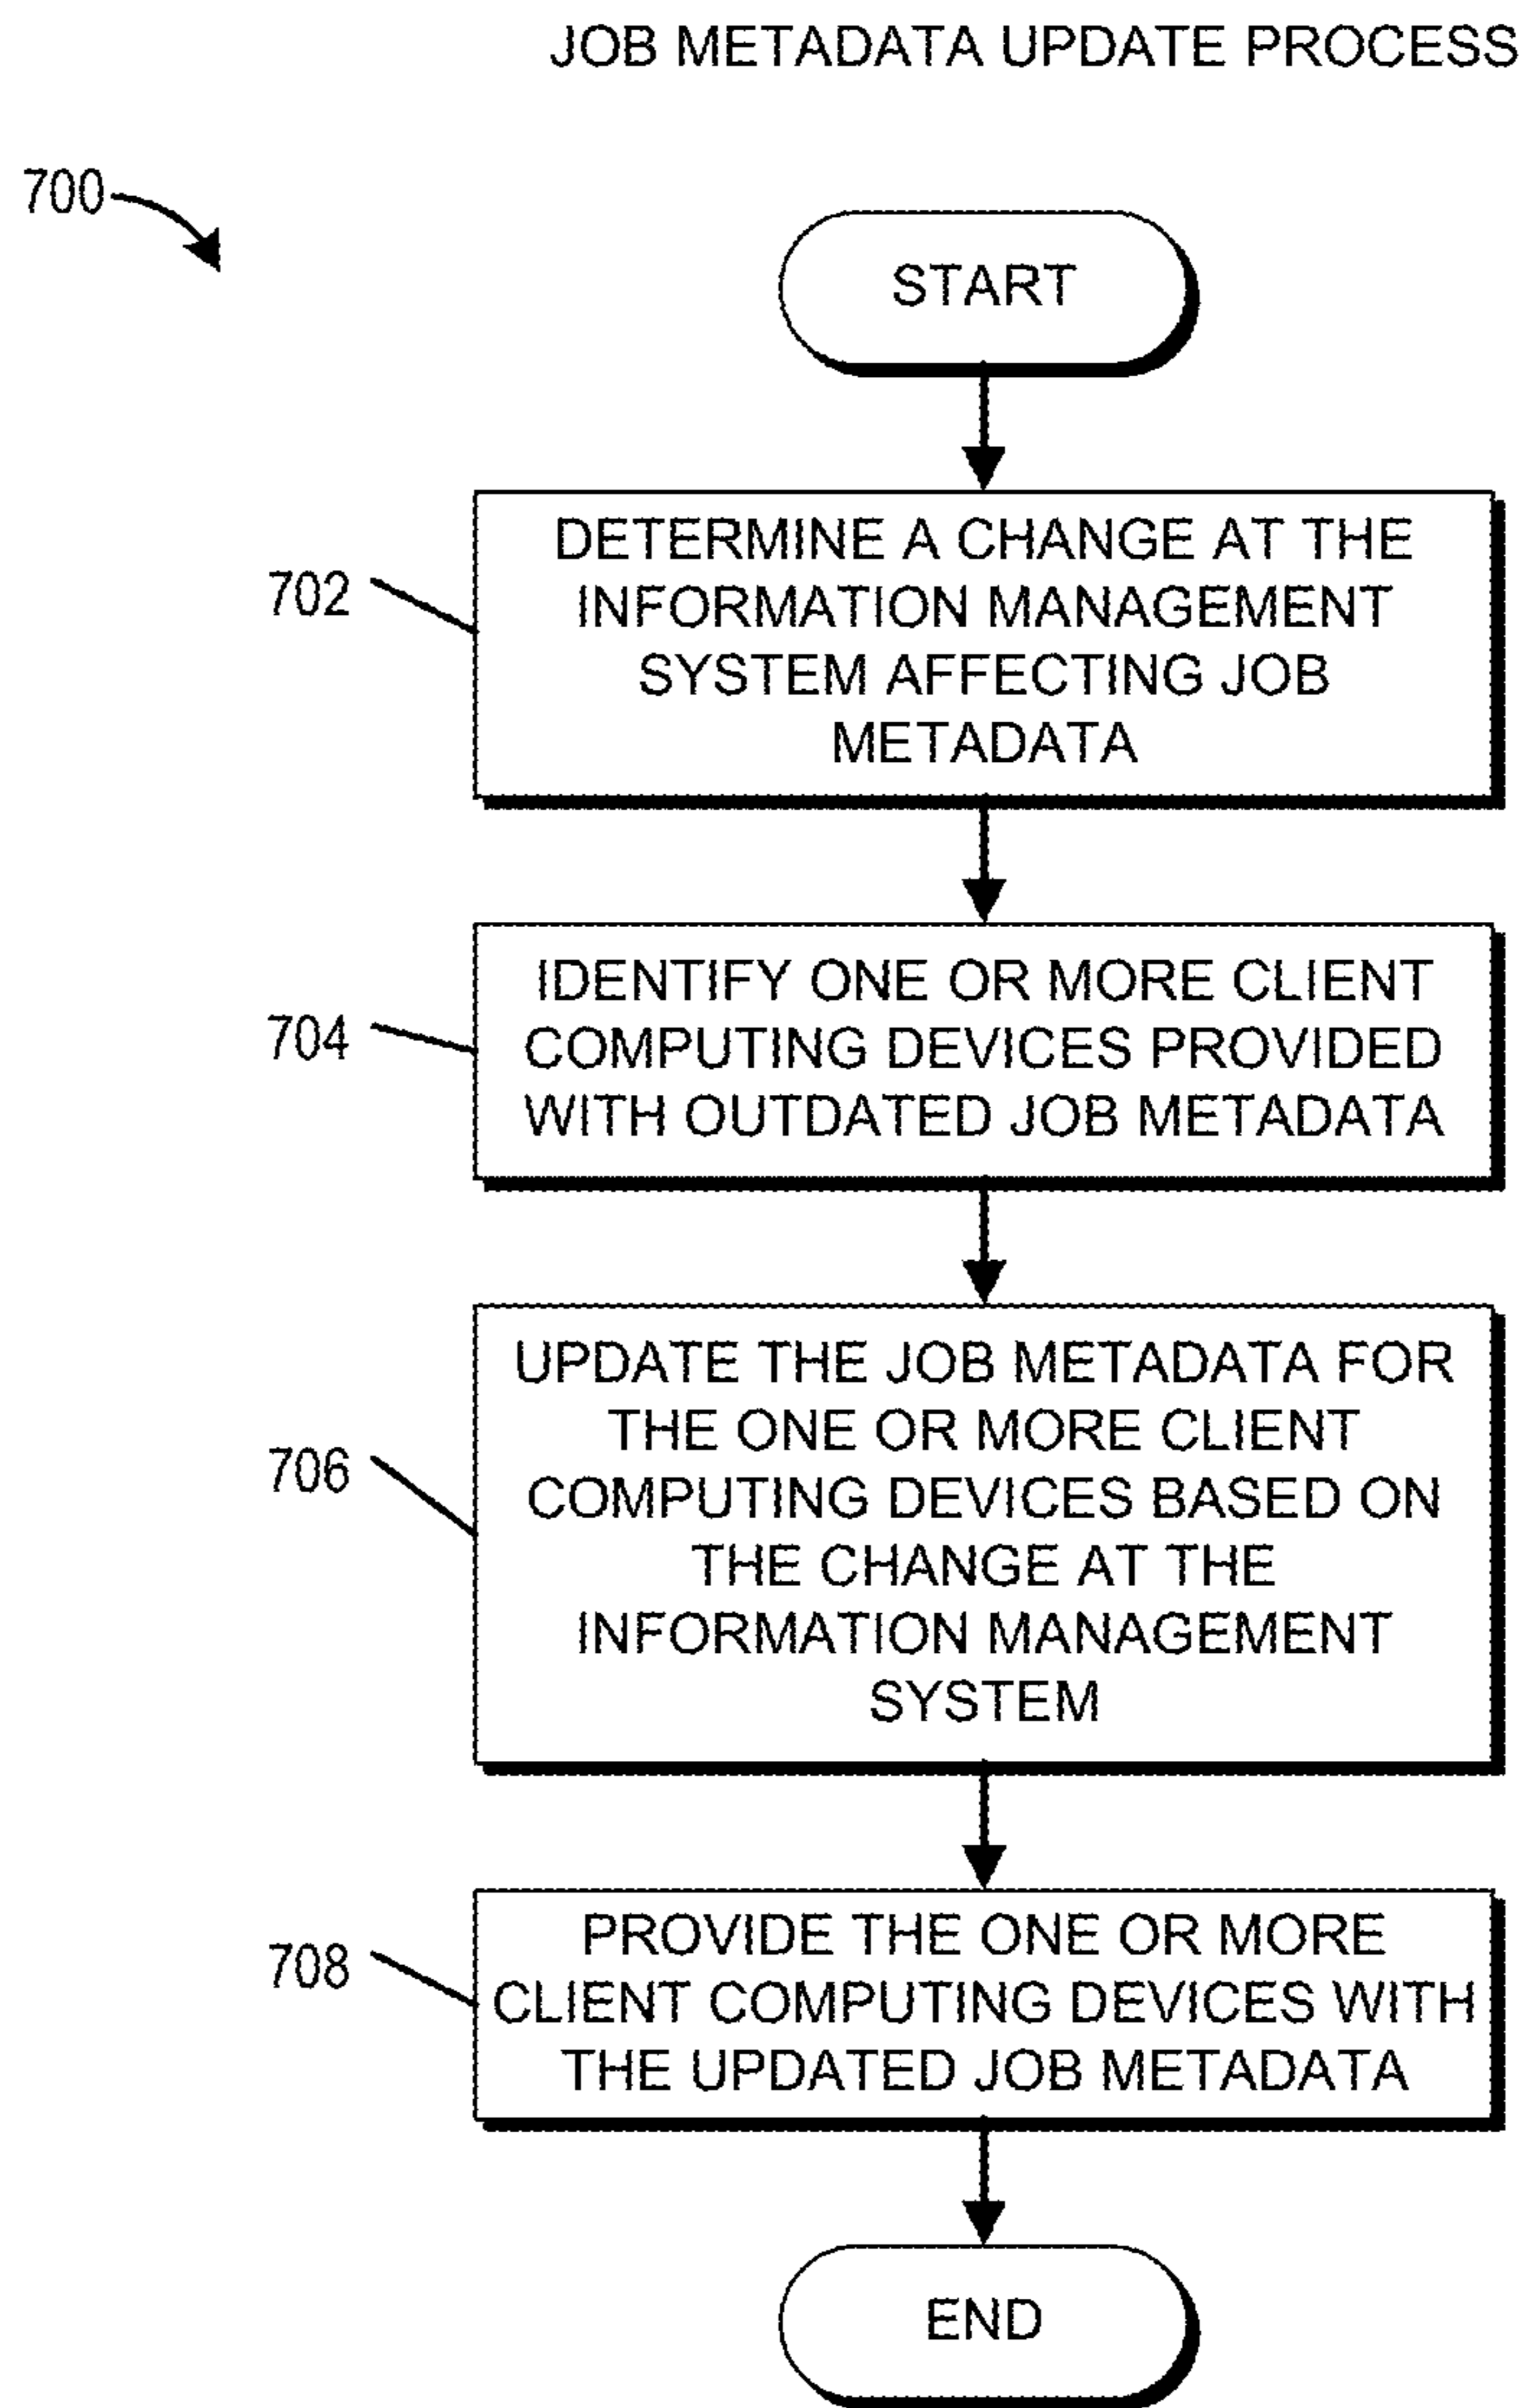 JOB METADATA UPDATE PROCESS
700
START
702
DETERMINE A CHANGE AT THE
INFORMATION MANAGEMENT
SYSTEM AFFECTING JOB
METADATA
704
IDENTIFY ONE OR MORE CLIENT
COMPUTING DEVICES PROVIDED
WITH OUTDATED JOB METADATA
706
UPDATE THE JOB METADATA FOR
THE ONE OR MORE CLIENT
COMPUTING DEVICES BASED ON
THE CHANGE AT THE
INFORMATION MANAGEMENT
SYSTEM
708
PROVIDE THE ONE OR MORE
CLIENT COMPUTING DEVICES WITH
THE UPDATED JOB METADATA
END